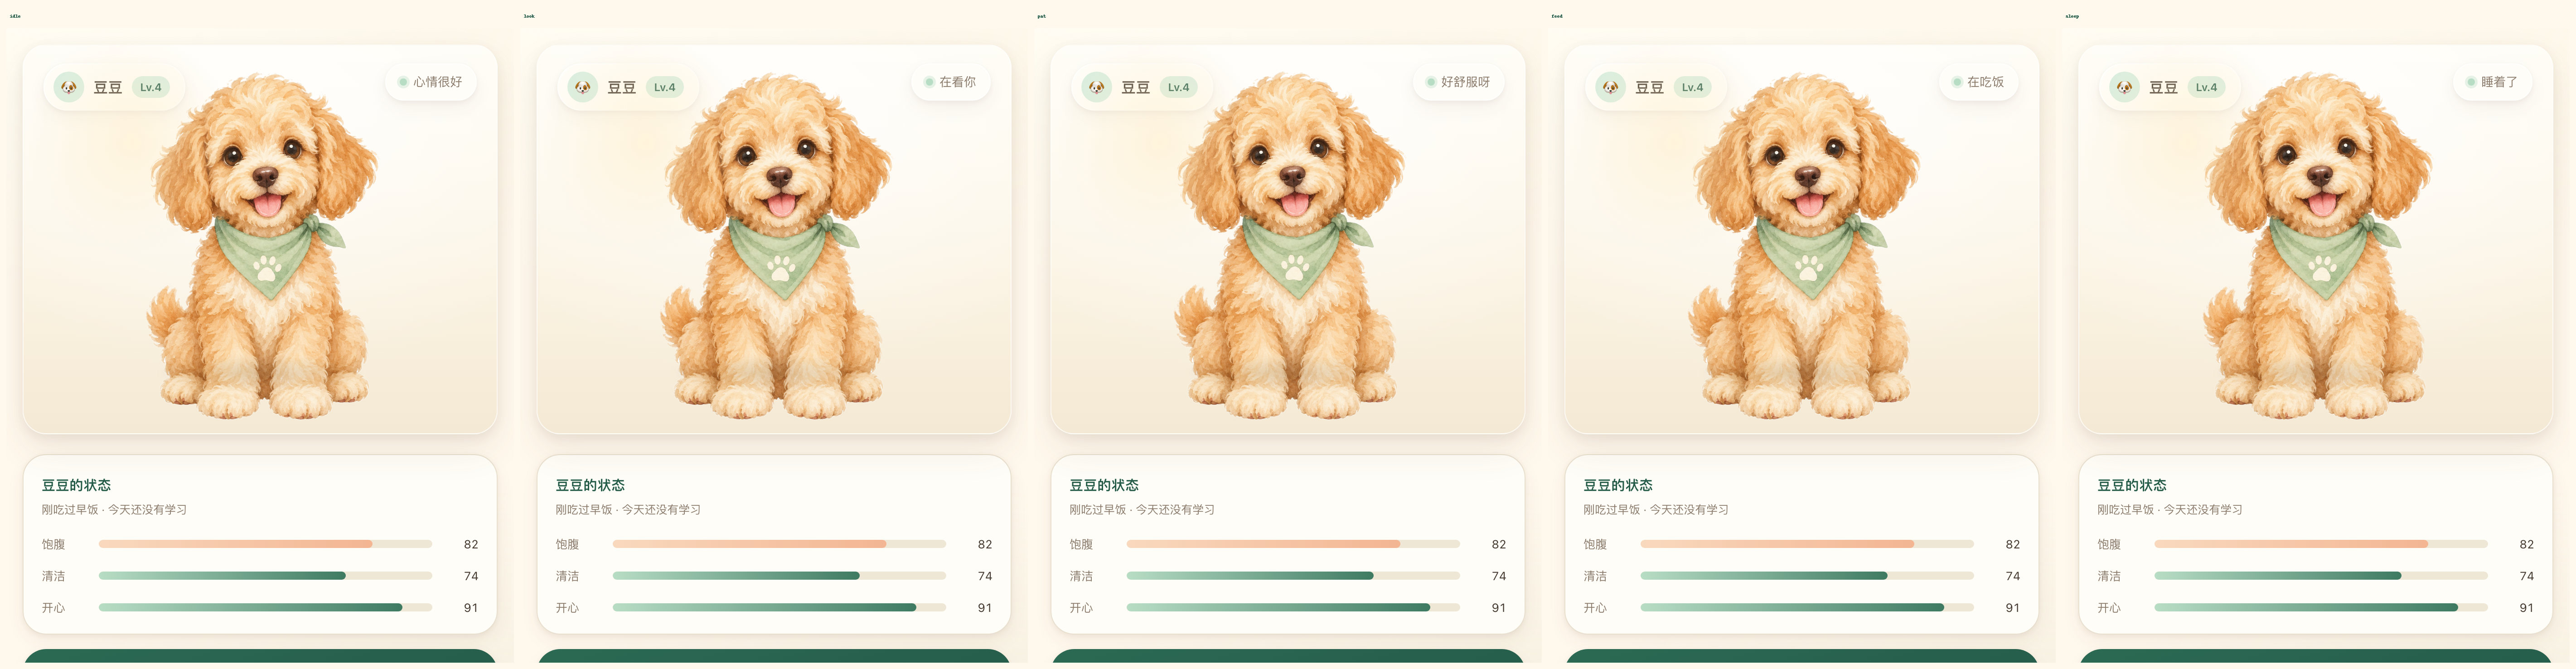 idle
豆豆 Lv.4 心情很好
豆豆的状态
刚吃过早饭 · 今天还没有学习
饱腹 82
清洁 74
开心 91
look
豆豆 Lv.4 在看你
豆豆的状态
刚吃过早饭 · 今天还没有学习
饱腹 82
清洁 74
开心 91
pat
豆豆 Lv.4 好舒服呀
豆豆的状态
刚吃过早饭 · 今天还没有学习
饱腹 82
清洁 74
开心 91
feed
豆豆 Lv.4 在吃饭
豆豆的状态
刚吃过早饭 · 今天还没有学习
饱腹 82
清洁 74
开心 91
sleep
豆豆 Lv.4 睡着了
豆豆的状态
刚吃过早饭 · 今天还没有学习
饱腹 82
清洁 74
开心 91